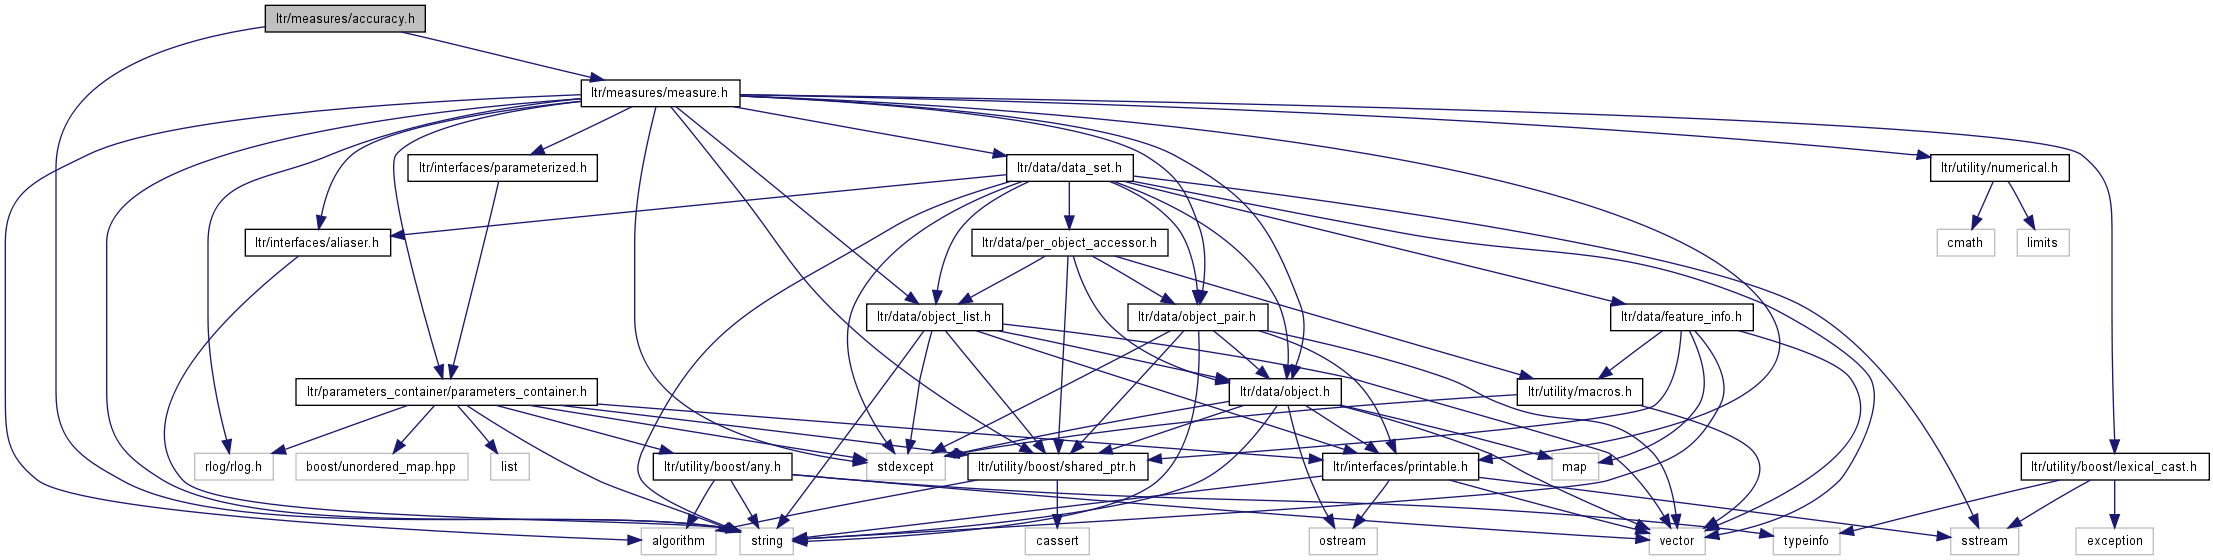 ltr/measures/accuracy.h
ltr/measures/measure.h
ltr/interfaces/parameterized.h
ltr/data/data_set.h
ltr/utility/numerical.h
ltr/interfaces/aliaser.h
ltr/data/per_object_accessor.h
cmath
limits
ltr/data/object_list.h
ltr/data/object_pair.h
ltr/data/feature_info.h
ltr/parameters_container/parameters_container.h
ltr/data/object.h
ltr/utility/macros.h
rlog/rlog.h
boost/unordered_map.hpp
list
ltr/utility/boost/any.h
stdexcept
ltr/utility/boost/shared_ptr.h
ltr/interfaces/printable.h
map
ltr/utility/boost/lexical_cast.h
algorithm
string
cassert
ostream
vector
typeinfo
sstream
exception